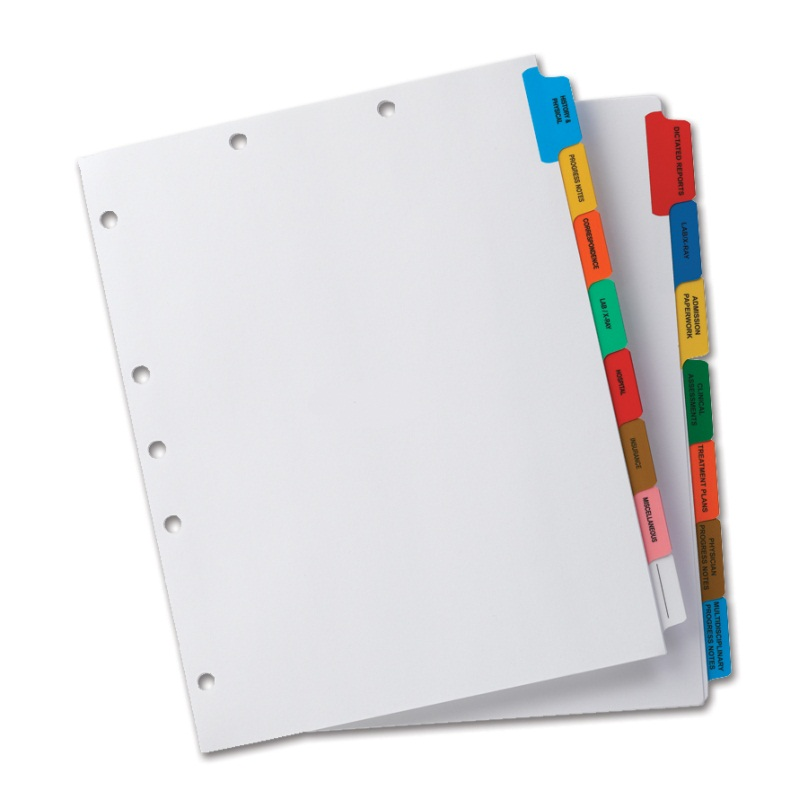 HISTORY &
PHYSICAL
PROGRESS NOTES
CORRESPONDENCE
LAB / X-RAY
HOSPITAL
INSURANCE
MISCELLANEOUS
DICTATED REPORTS
LAB/X-RAY
ADMISSION
PAPERWORK
CLINICAL
ASSESSMENTS
TREATMENT PLANS
PHYSICIAN
PROGRESS NOTES
MULTIDISCIPLINARY
PROGRESS NOTES